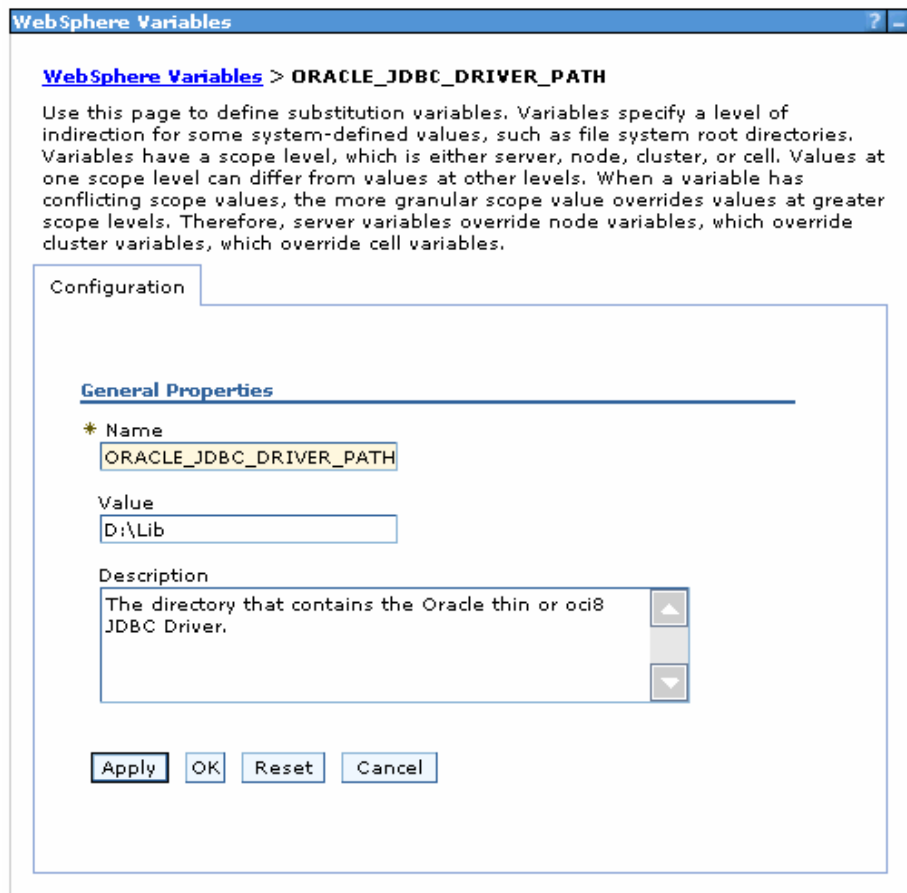 WebSphere Variables ? _
WebSphere Variables > ORACLE_JDBC_DRIVER_PATH
Use this page to define substitution variables. Variables specify a level of
indirection for some system-defined values, such as file system root directories.
Variables have a scope level, which is either server, node, cluster, or cell. Values at
one scope level can differ from values at other levels. When a variable has
conflicting scope values, the more granular scope value overrides values at greater
scope levels. Therefore, server variables override node variables, which override
cluster variables, which override cell variables.
Configuration
General Properties
* Name
ORACLE_JDBC_DRIVER_PATH
Value
D:\Lib
Description
The directory that contains the Oracle thin or oci8
JDBC Driver.
Apply OK Reset Cancel